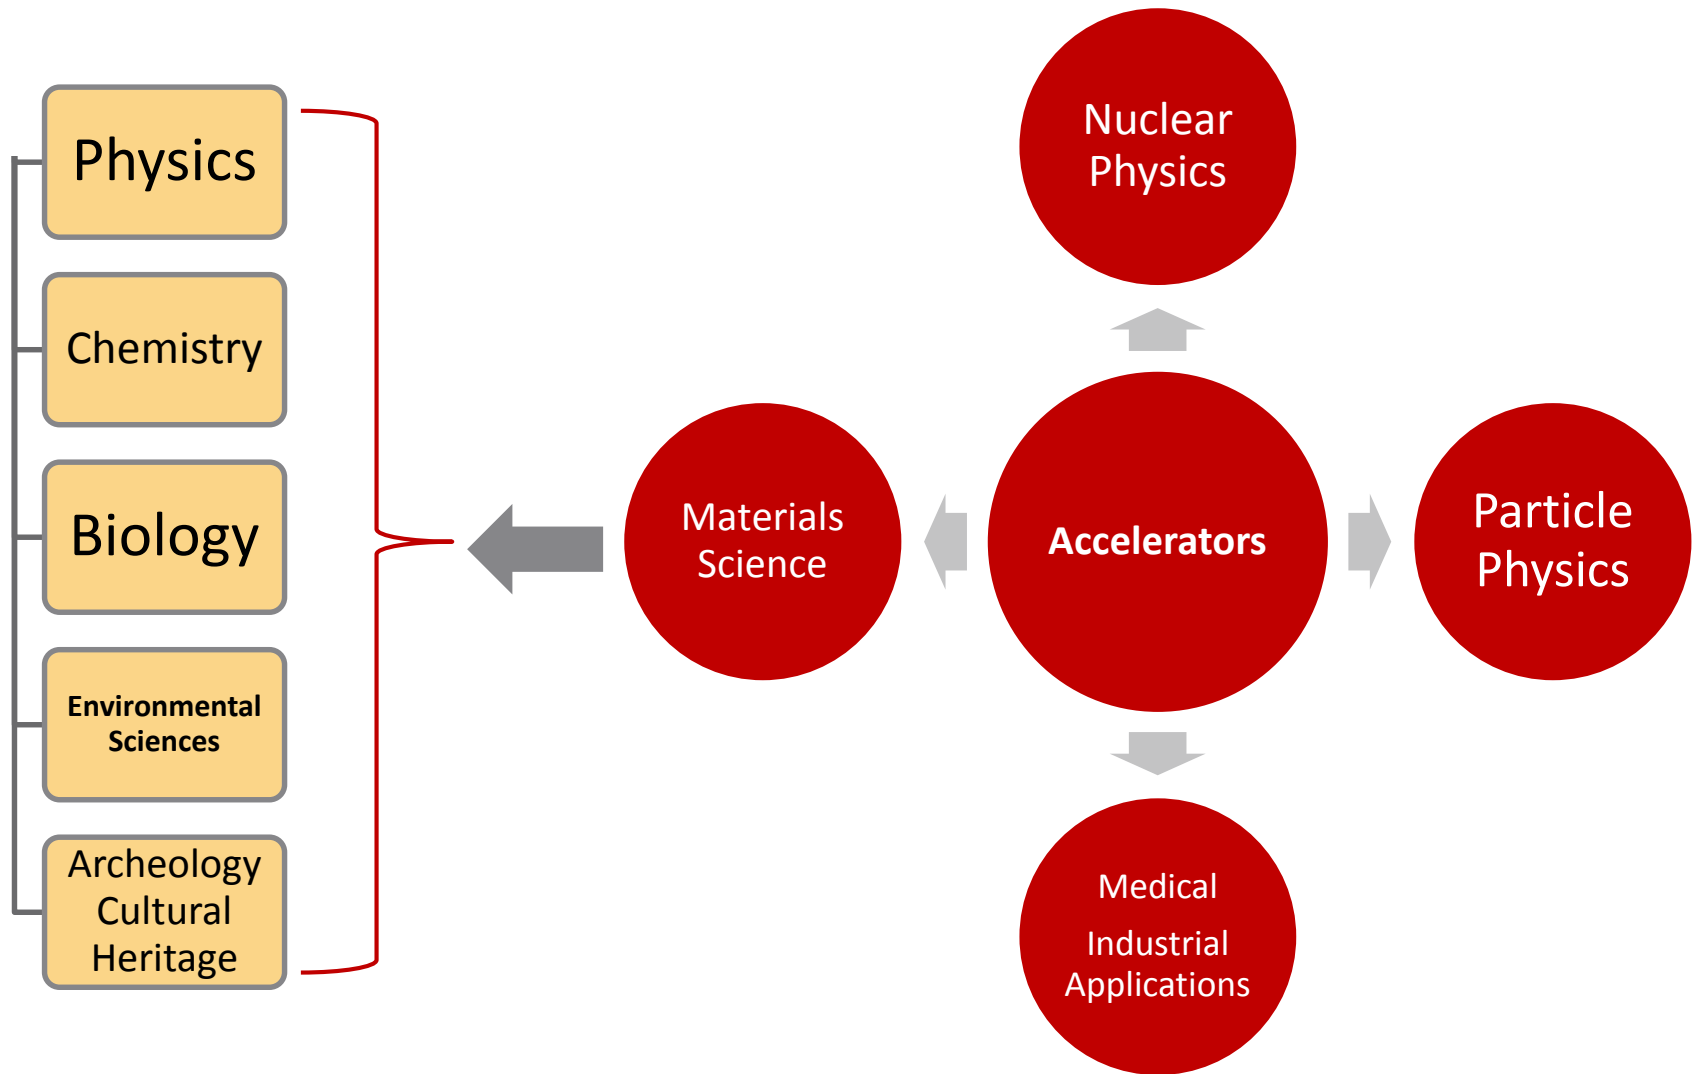 Physics
Chemistry
Biology
Environmental
Sciences
Archeology
Cultural
Heritage
Nuclear
Physics
Materials
Science
Accelerators
Particle
Physics
Medical
Industrial
Applications